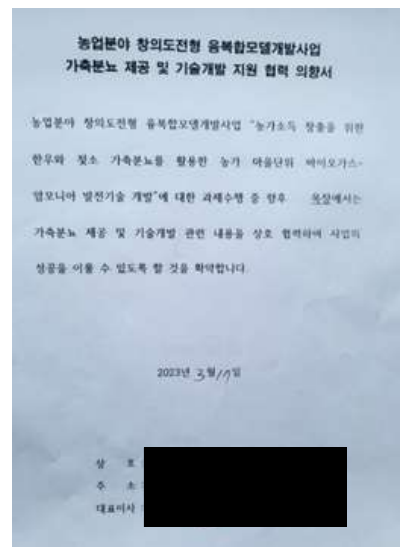 농업분야 창의도전형 융복합모델개발사업
가축분뇨 제공 및 기술개발 지원 협력 의향서
농업분야 창의도전형 융복합모델개발사업 "농가소득 창출을 위한
한우와 젖소 가축분뇨를 활용한 농가 마을단위 바이오가스-
암모니아 발전기술 개발"에 대한 과제수행 중 향후 목장에서는
가축분뇨 제공 및 기술개발 관련 내용을 상호 협력하여 사업의
성공을 이룰 수 있도록 할 것을 확약합니다.
2023년 3월 17일
상 호 :
주 소 :
대표이사 :